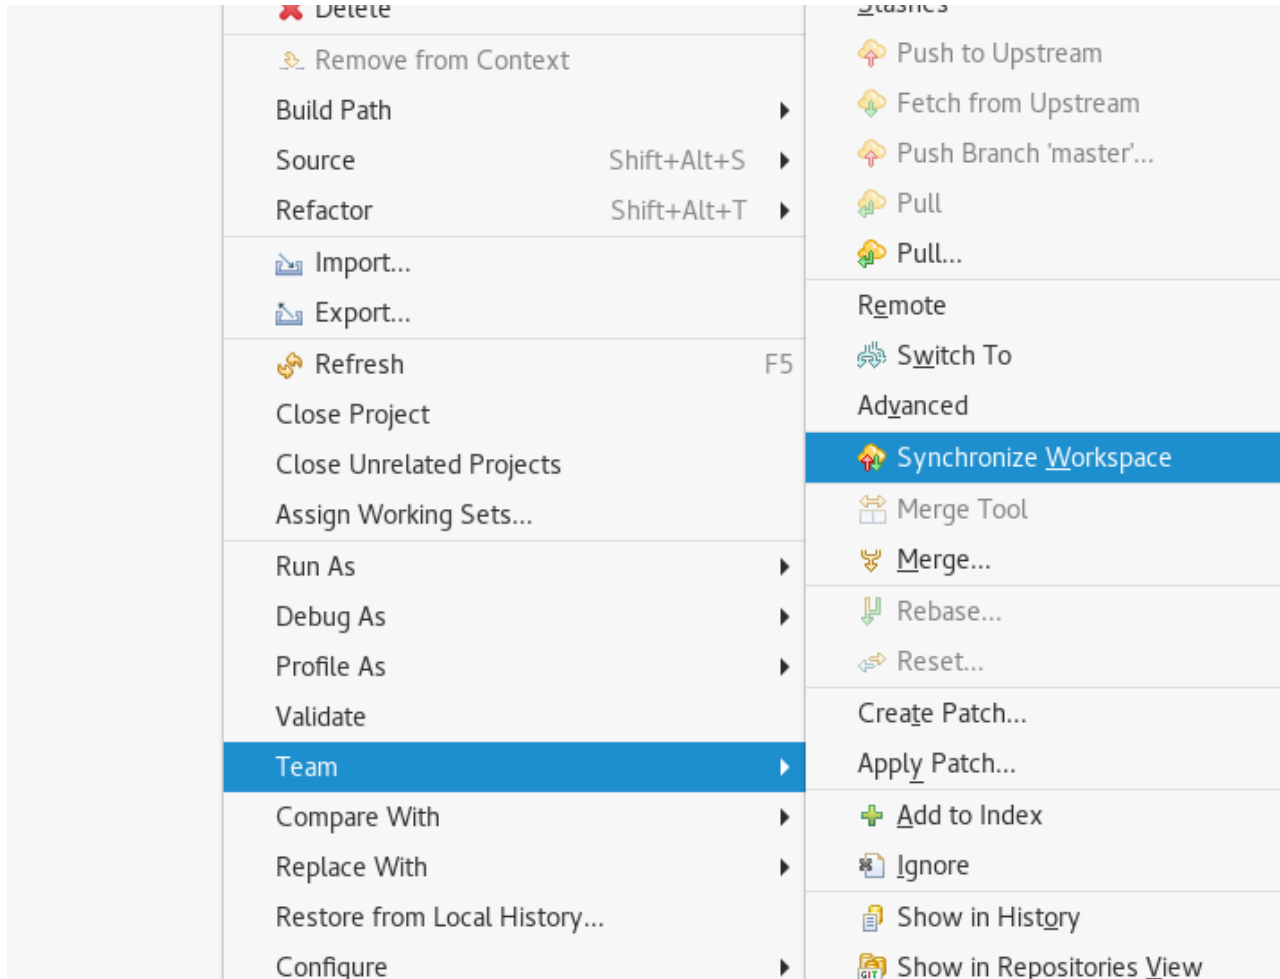 Delete
Remove from Context
Build Path
Source Shift+Alt+S
Refactor Shift+Alt+T
Import...
Export...
Refresh F5
Close Project
Close Unrelated Projects
Assign Working Sets...
Run As
Debug As
Profile As
Validate
Team
Compare With
Replace With
Restore from Local History...
Configure
Stashes
Push to Upstream
Fetch from Upstream
Push Branch 'master'...
Pull
Pull...
Remote
Switch To
Advanced
Synchronize Workspace
Merge Tool
Merge...
Rebase...
Reset...
Create Patch...
Apply Patch...
Add to Index
Ignore
Show in History
GIT Show in Repositories View